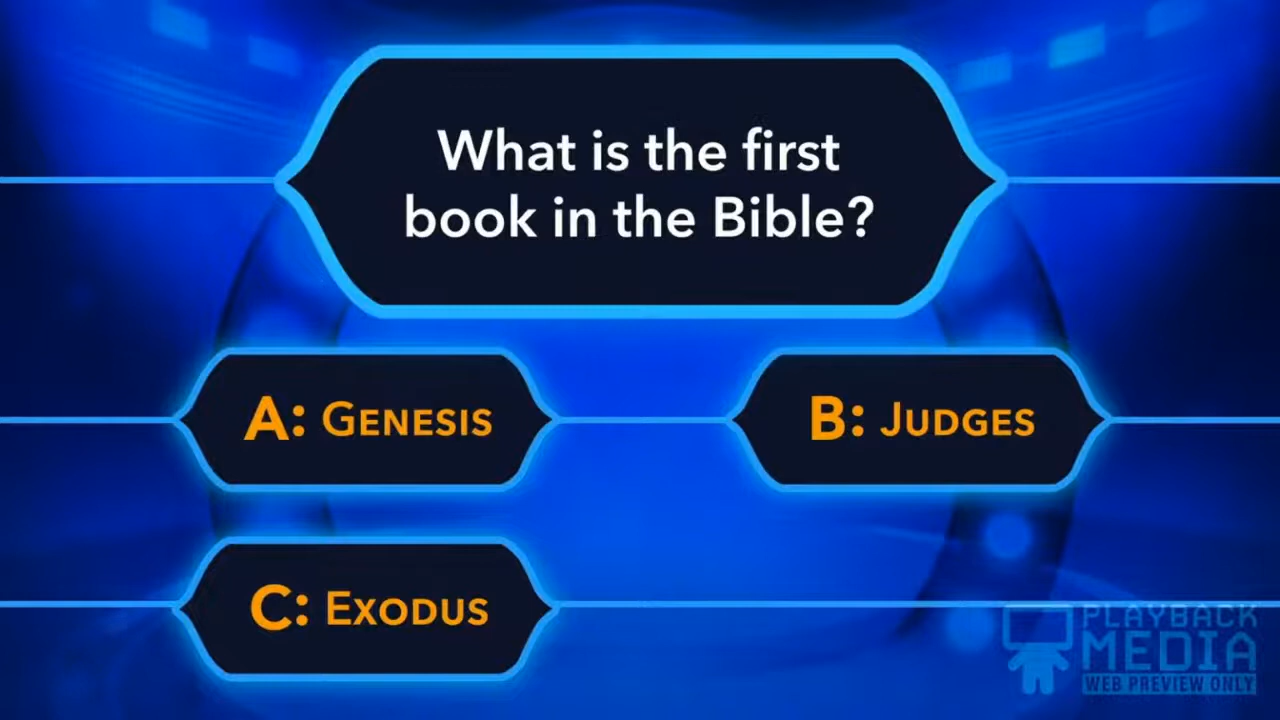 What is the first
book in the Bible?
A: GENESIS
B: JUDGES
C: EXODUS
PLAYBACK
MEDIA
WEB PREVIEW ONLY